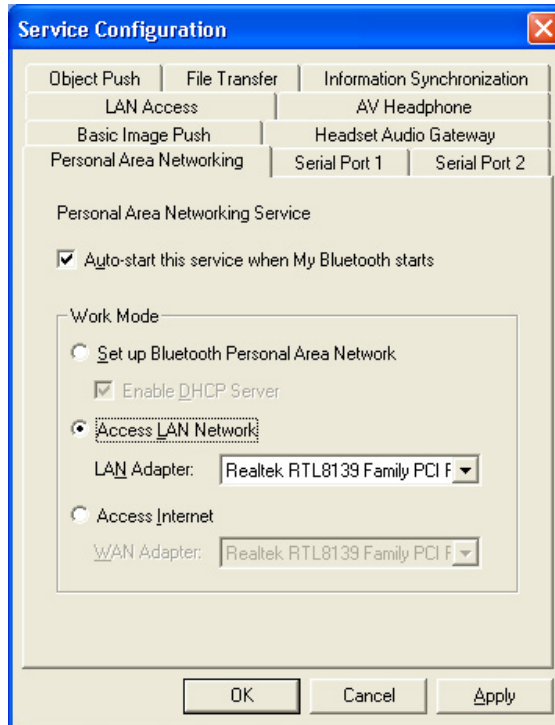 Service Configuration
Object Push File Transfer Information Synchronization
LAN Access AV Headphone
Basic Image Push Headset Audio Gateway
Personal Area Networking Serial Port 1 Serial Port 2
Personal Area Networking Service
Auto-start this service when My Bluetooth starts
Work Mode
Set up Bluetooth Personal Area Network
Enable DHCP Server
Access LAN Network
LAN Adapter: Realtek RTL8139 Family PCI F
Access Internet
WAN Adapter: Realtek RTL8139 Family PCI F
OK Cancel Apply